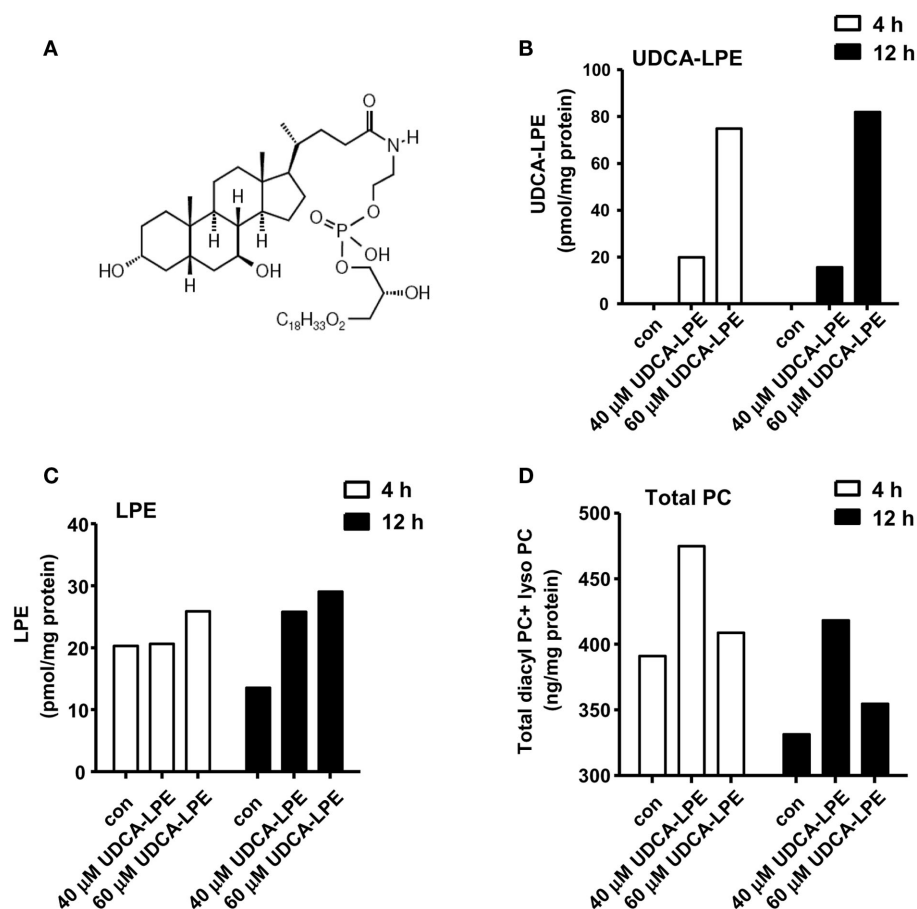 A
O
N
H
O
O
P
OH
O
OH
C18H33O2
H
H
H
H
HO
OH
B
4 h
12 h
UDCA-LPE
UDCA-LPE
(pmol/mg protein)
100
80
60
40
20
0
con
40 μM UDCA-LPE
60 μM UDCA-LPE
con
40 μM UDCA-LPE
60 μM UDCA-LPE
C
4 h
12 h
LPE
LPE
(pmol/mg protein)
40
30
20
10
0
con
40 μM UDCA-LPE
60 μM UDCA-LPE
con
40 μM UDCA-LPE
60 μM UDCA-LPE
D
4 h
12 h
Total PC
Total diacyl PC+ lyso PC
(ng/mg protein)
500
450
400
350
300
con
40 μM UDCA-LPE
60 μM UDCA-LPE
con
40 μM UDCA-LPE
60 μM UDCA-LPE